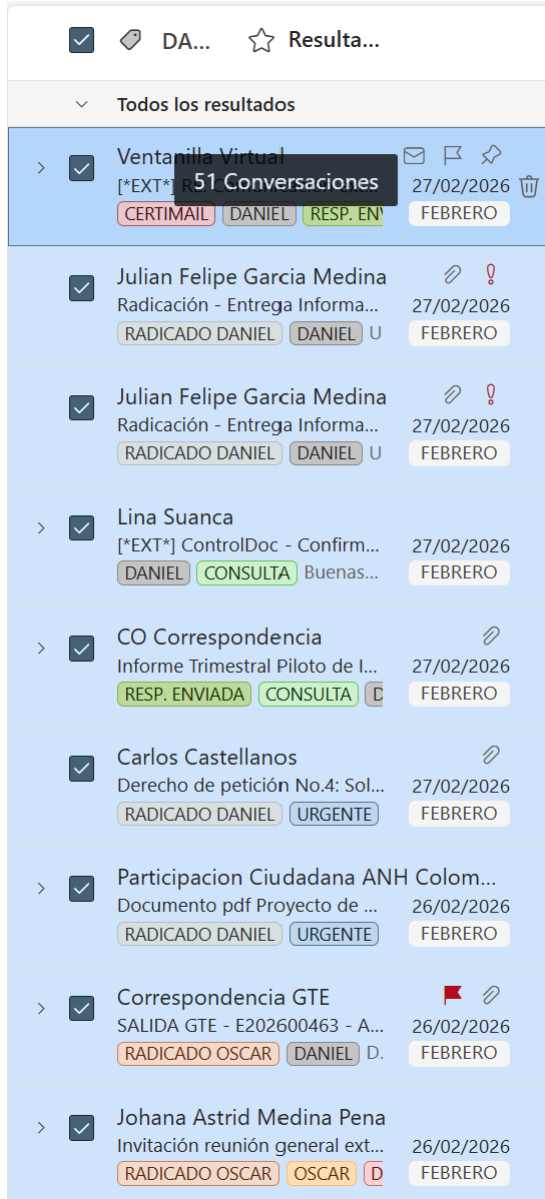 DA... Resulta...
Todos los resultados
Ventanilla Virtual
51 Conversaciones
[*EXT*] 27/02/2026
CERTIMAIL DANIEL RESP. ENV FEBRERO
Julian Felipe Garcia Medina
Radicación - Entrega Informa... 27/02/2026
RADICADO DANIEL DANIEL U FEBRERO
Julian Felipe Garcia Medina
Radicación - Entrega Informa... 27/02/2026
RADICADO DANIEL DANIEL U FEBRERO
Lina Suanca
[*EXT*] ControlDoc - Confirm... 27/02/2026
DANIEL CONSULTA Buenas... FEBRERO
CO Correspondencia
Informe Trimestral Piloto de I... 27/02/2026
RESP. ENVIADA CONSULTA D FEBRERO
Carlos Castellanos
Derecho de petición No.4: Sol... 27/02/2026
RADICADO DANIEL URGENTE FEBRERO
Participacion Ciudadana ANH Colom...
Documento pdf Proyecto de ... 26/02/2026
RADICADO DANIEL URGENTE FEBRERO
Correspondencia GTE
SALIDA GTE - E202600463 - A... 26/02/2026
RADICADO OSCAR DANIEL D. FEBRERO
Johana Astrid Medina Pena
Invitación reunión general ext... 26/02/2026
RADICADO OSCAR OSCAR D FEBRERO